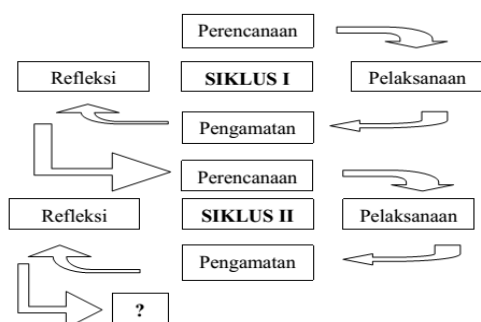 Perencanaan
Refleksi SIKLUS I Pelaksanaan
Pengamatan
Perencanaan
Refleksi SIKLUS II Pelaksanaan
Pengamatan
?